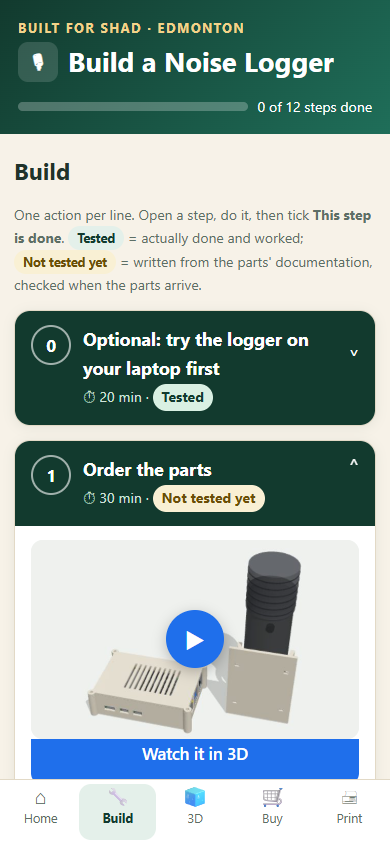 BUILT FOR SHAD · EDMONTON
Build a Noise Logger
0 of 12 steps done
Build
One action per line. Open a step, do it, then tick This step
is done. Tested = actually done and worked;
Not tested yet = written from the parts' documentation,
checked when the parts arrive.
0
Optional: try the logger on
your laptop first
20 min · Tested
1
Order the parts
30 min · Not tested yet
Watch it in 3D
Home
Build
3D
Buy
Print